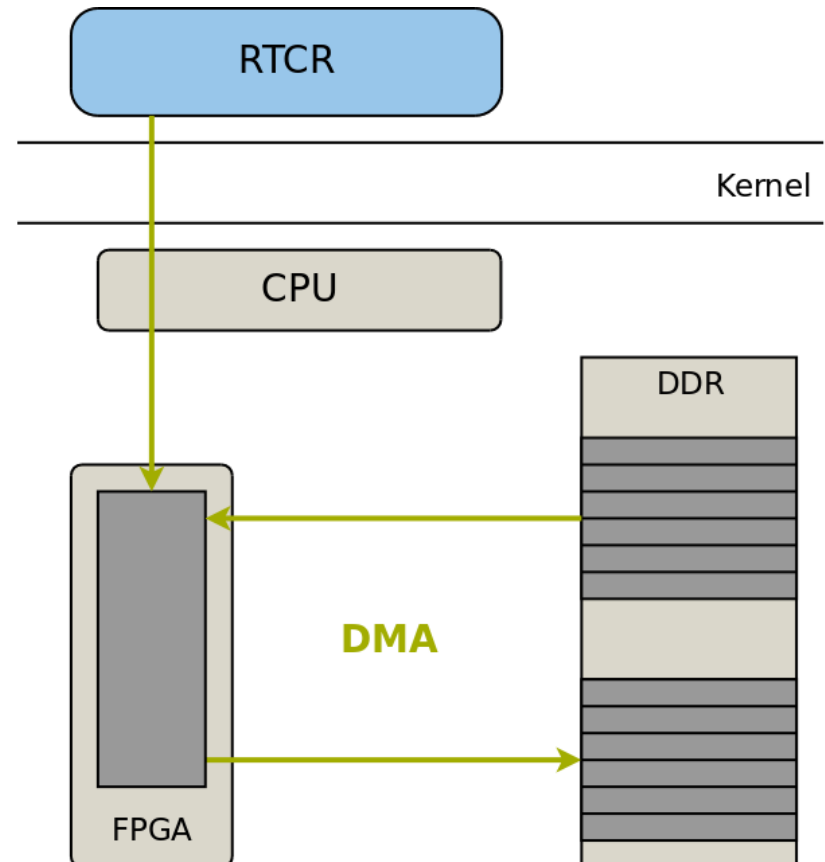 RTCR
Kernel
CPU
DDR
DMA
FPGA